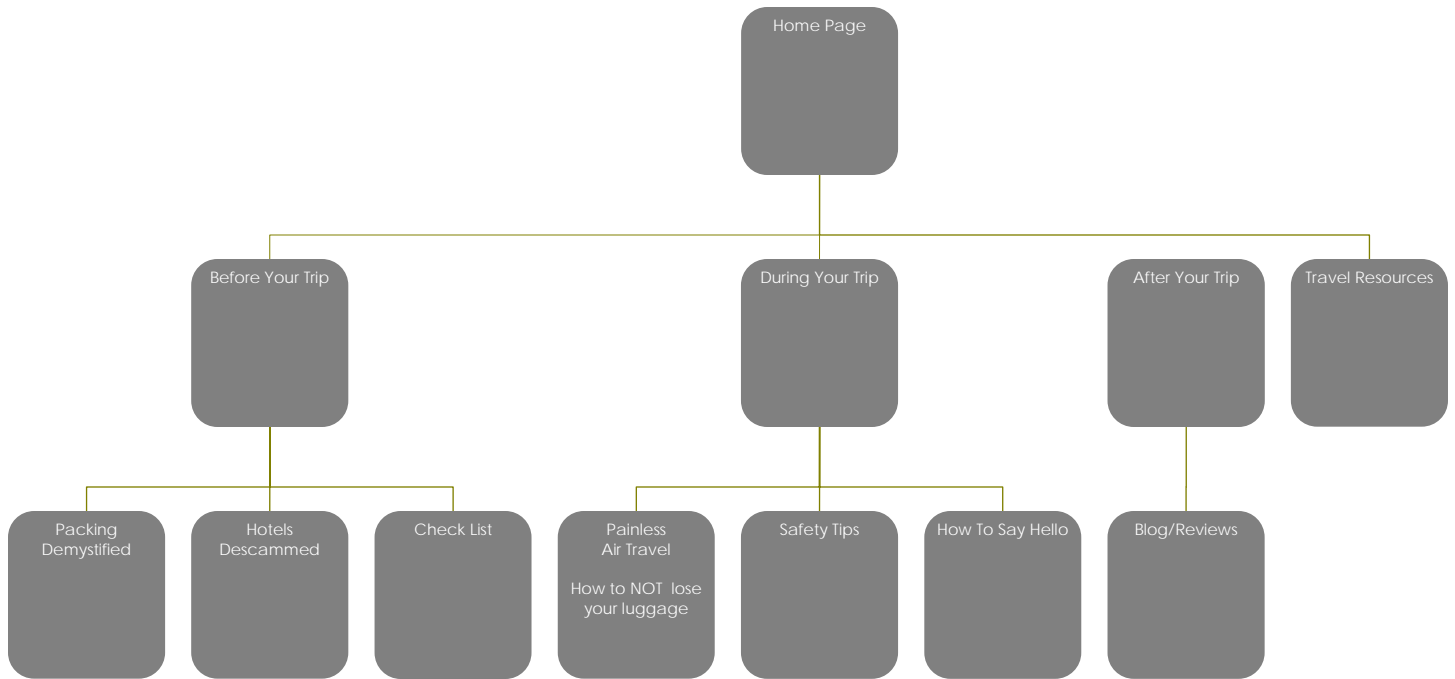 Home Page
Before Your Trip
During Your Trip
After Your Trip
Travel Resources
Packing
Demystified
Hotels
Descammed
Check List
Painless
Air Travel
How to NOT  lose
your luggage
Safety Tips
How To Say Hello
Blog/Reviews